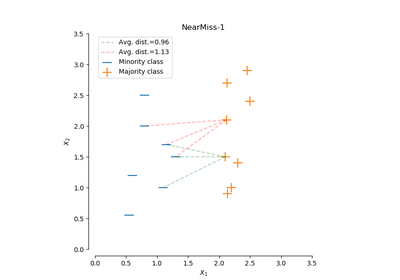 NearMiss-1
Avg. dist.=0.96
Avg. dist.=1.13
Minority class
Majority class
3.5
3.0
2.5
2.0
1.5
1.0
0.5
0.0
X2
0.0 0.5 1.0 1.5 2.0 2.5 3.0 3.5
X1